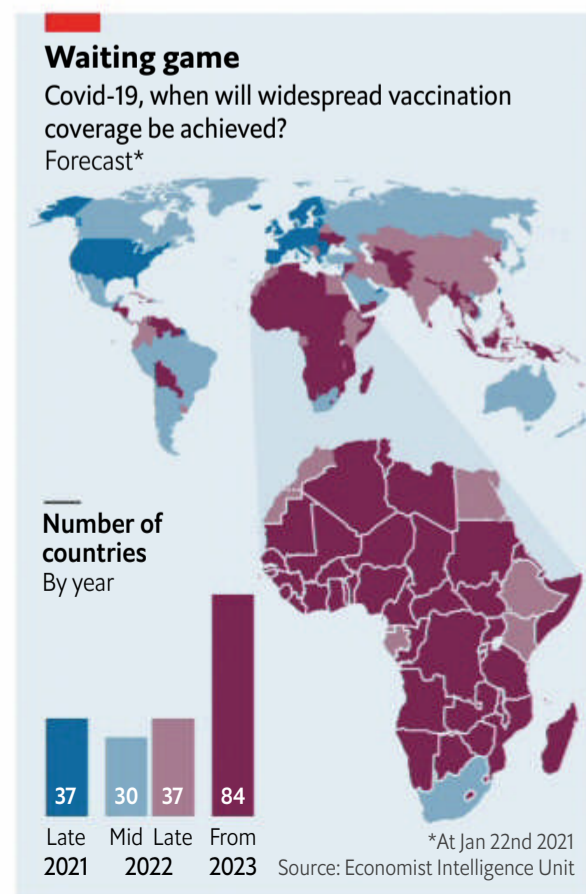 Waiting game
Covid-19, when will widespread vaccination
coverage be achieved?
Forecast*
Number of
countries
By year
37
30
37
84
Late
Mid
Late
From
2021
2022
2023
*At Jan 22nd 2021
Source: Economist Intelligence Unit